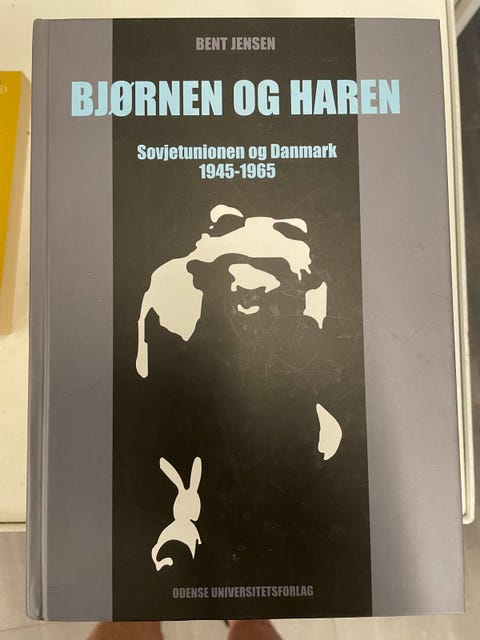 BENT JENSEN
BJØRNEN OG HAREN
Sovjetunionen og Danmark
1945-1965
ODENSE UNIVERSITETSFORLAG